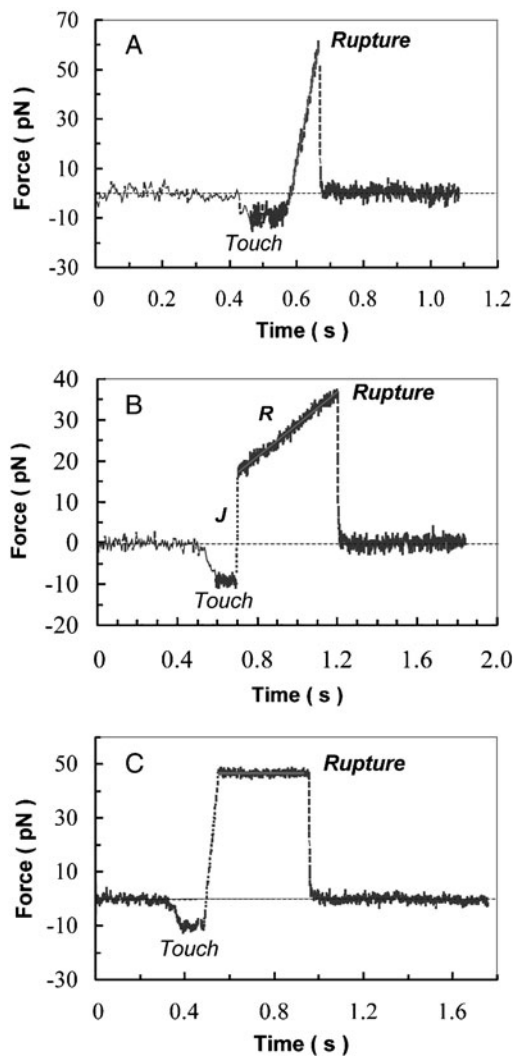 A
Rupture
Touch
70
50
30
10
-10
-30
Force ( pN )
0 0.2 0.4 0.6 0.8 1.0 1.2
Time ( s )
B
Rupture
R
J
Touch
40
30
20
10
0
-10
-20
Force ( pN )
0 0.4 0.8 1.2 1.6 2.0
Time ( s )
C
Rupture
Touch
70
50
30
10
-10
-30
Force ( pN )
0 0.4 0.8 1.2 1.6
Time ( s )